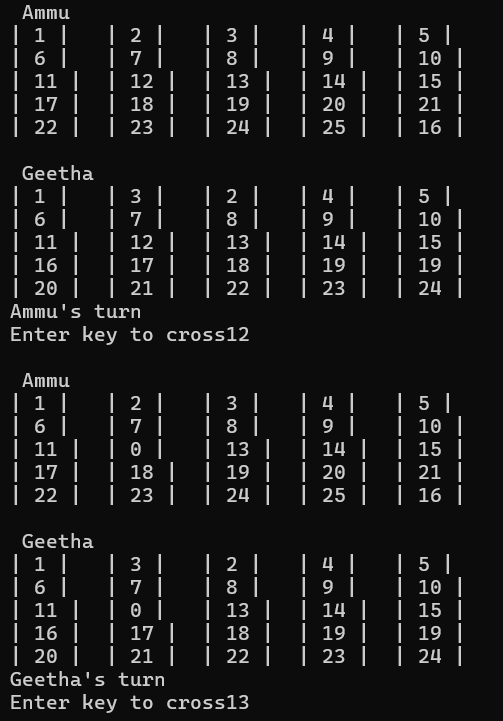 Ammu
| 1 |   | 2 |   | 3 |   | 4 |   | 5 |
| 6 |   | 7 |   | 8 |   | 9 |   | 10 |
| 11 |  | 12 |  | 13 |  | 14 |  | 15 |
| 17 |  | 18 |  | 19 |  | 20 |  | 21 |
| 22 |  | 23 |  | 24 |  | 25 |  | 16 |
Geetha
| 1 |   | 3 |   | 2 |   | 4 |   | 5 |
| 6 |   | 7 |   | 8 |   | 9 |   | 10 |
| 11 |  | 12 |  | 13 |  | 14 |  | 15 |
| 16 |  | 17 |  | 18 |  | 19 |  | 19 |
| 20 |  | 21 |  | 22 |  | 23 |  | 24 |
Ammu's turn
Enter key to cross12
Ammu
| 1 |   | 2 |   | 3 |   | 4 |   | 5 |
| 6 |   | 7 |   | 8 |   | 9 |   | 10 |
| 11 |  | 0 |   | 13 |  | 14 |  | 15 |
| 17 |  | 18 |  | 19 |  | 20 |  | 21 |
| 22 |  | 23 |  | 24 |  | 25 |  | 16 |
Geetha
| 1 |   | 3 |   | 2 |   | 4 |   | 5 |
| 6 |   | 7 |   | 8 |   | 9 |   | 10 |
| 11 |  | 0 |   | 13 |  | 14 |  | 15 |
| 16 |  | 17 |  | 18 |  | 19 |  | 19 |
| 20 |  | 21 |  | 22 |  | 23 |  | 24 |
Geetha's turn
Enter key to cross13